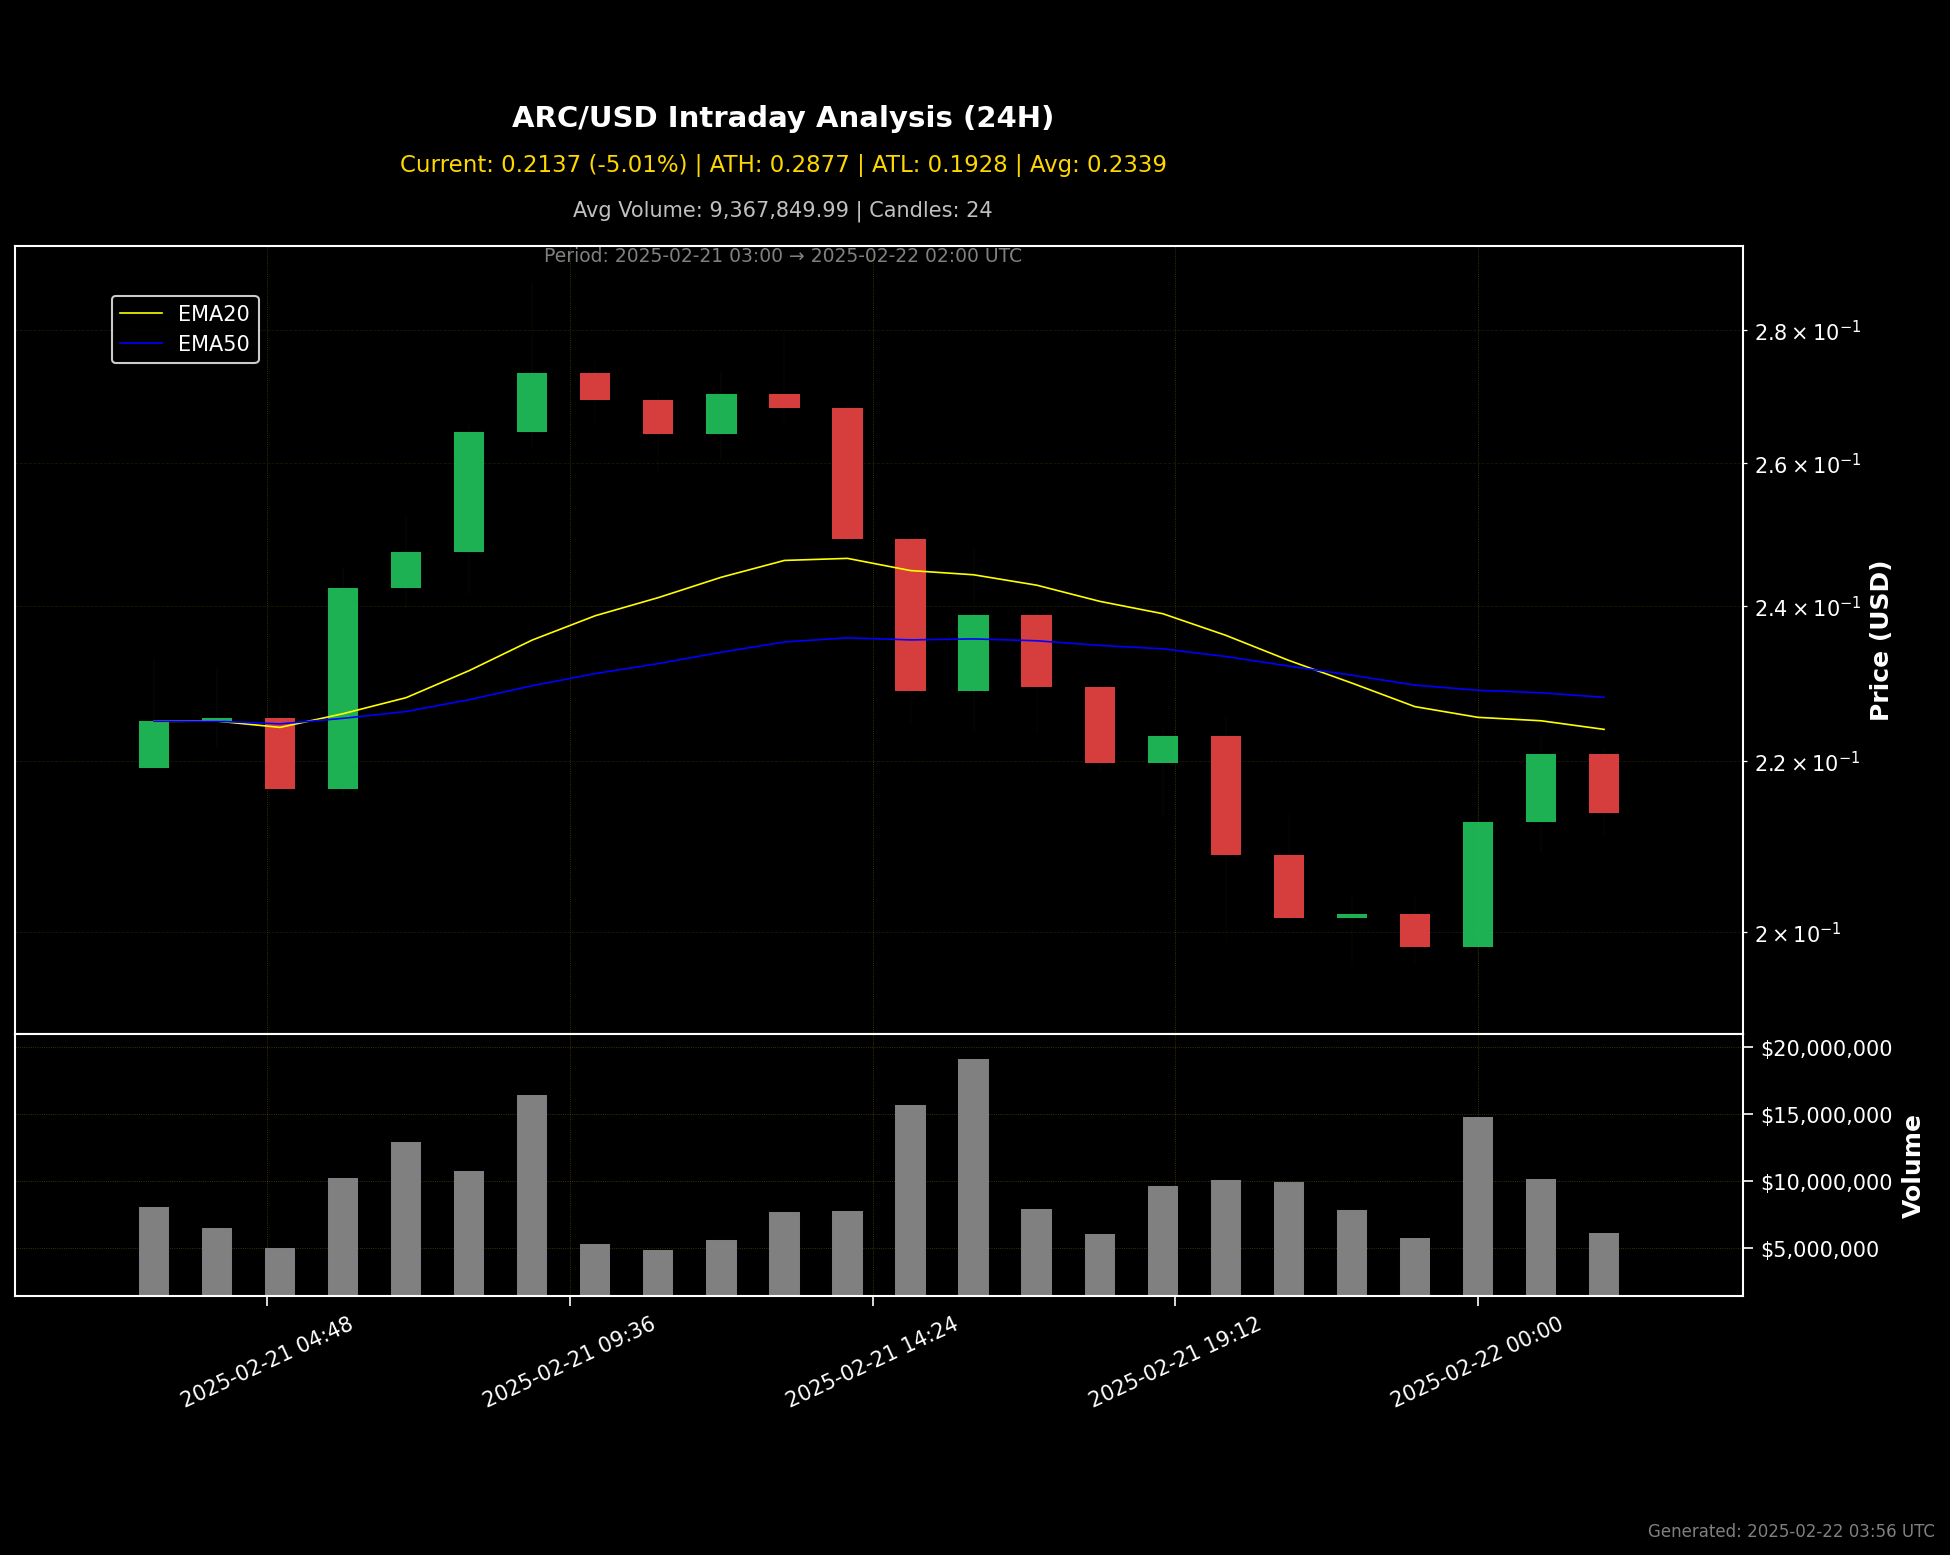 ARC/USD Intraday Analysis (24H)
Current: 0.2137 (-5.01%) | ATH: 0.2877 | ATL: 0.1928 | Avg: 0.2339
Avg Volume: 9,367,849.99 | Candles: 24
Period: 2025-02-21 03:00 → 2025-02-22 02:00 UTC
EMA20
EMA50
2.8 × 10⁻¹
2.6 × 10⁻¹
2.4 × 10⁻¹
2.2 × 10⁻¹
2 × 10⁻¹
Price (USD)
$20,000,000
$15,000,000
$10,000,000
$5,000,000
Volume
2025-02-21 04:48
2025-02-21 09:36
2025-02-21 14:24
2025-02-21 19:12
2025-02-22 00:00
Generated: 2025-02-22 03:56 UTC